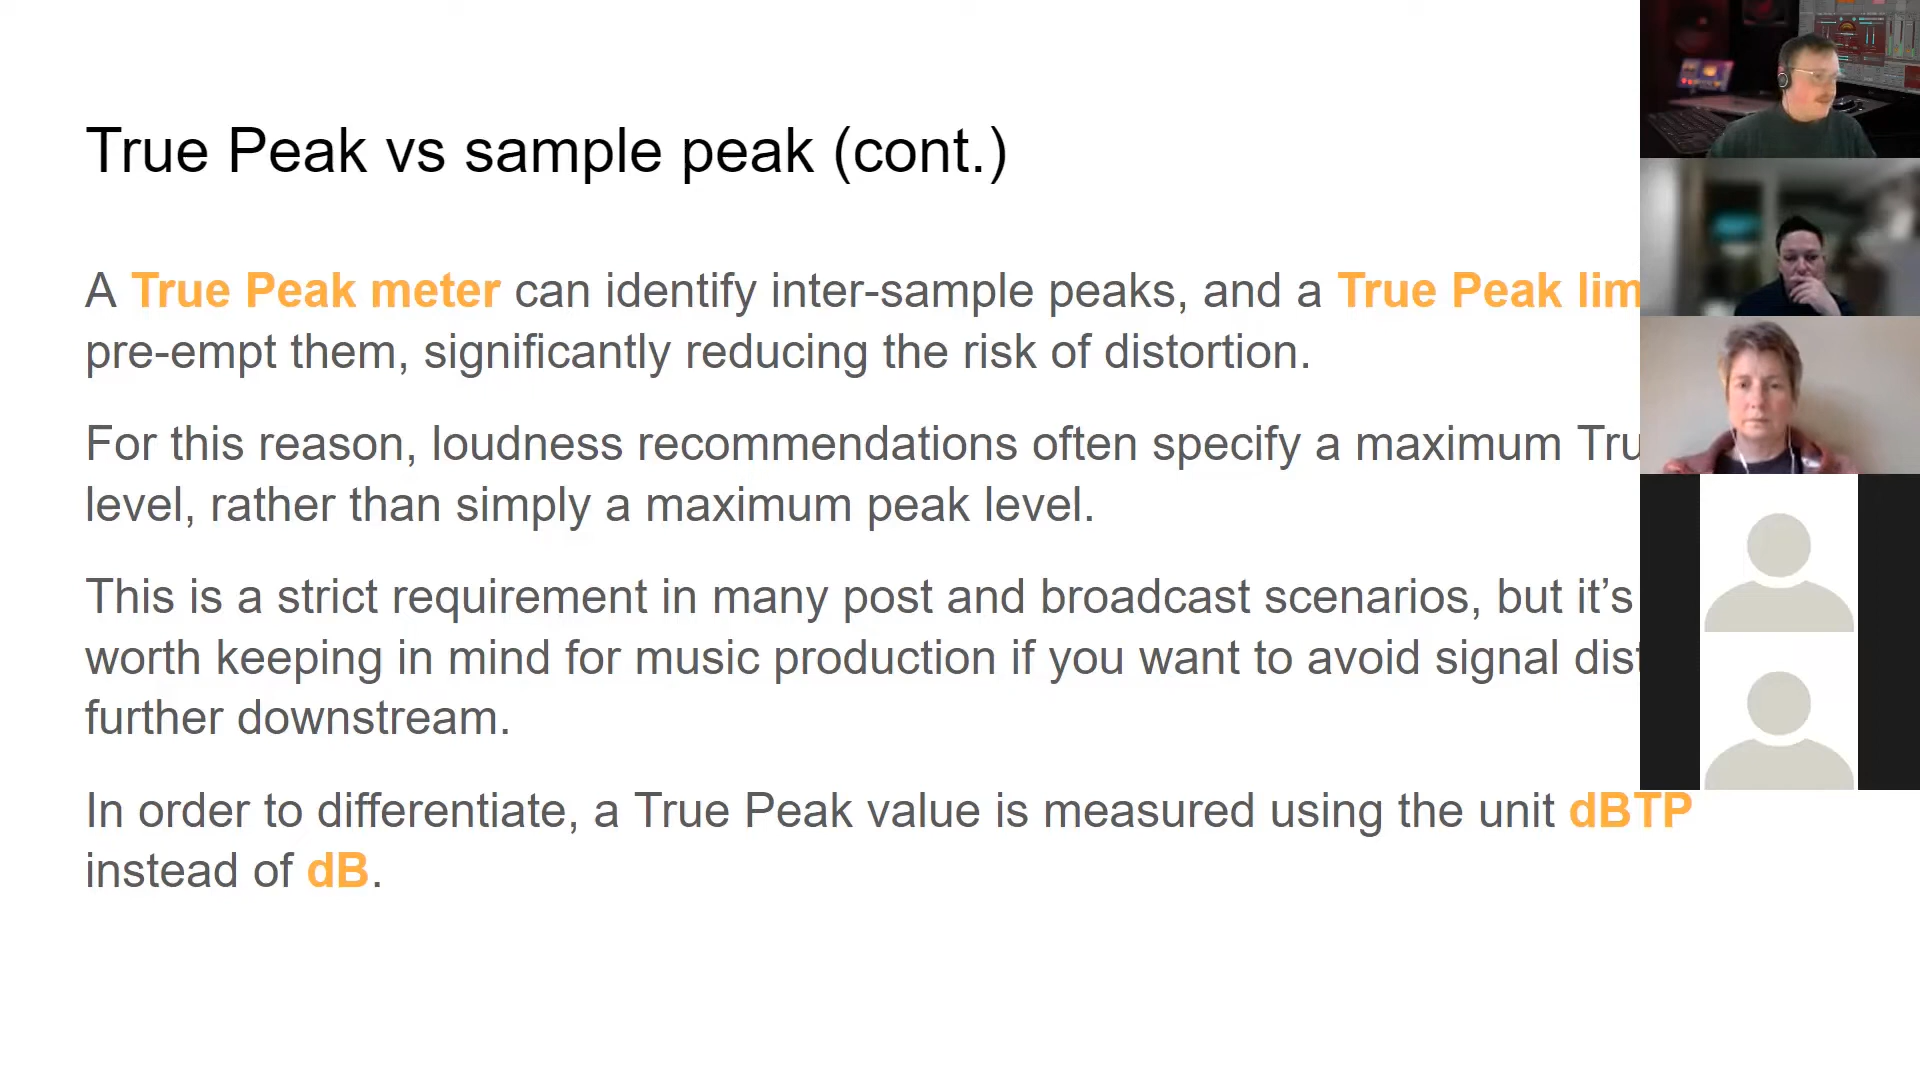 True Peak vs sample peak (cont.)
A True Peak meter can identify inter-sample peaks, and a True Peak
pre-empt them, significantly reducing the risk of distortion.
For this reason, loudness recommendations often specify a maximum
level, rather than simply a maximum peak level.
This is a strict requirement in many post and broadcast scenarios, but it’s
worth keeping in mind for music production if you want to avoid signal
further downstream.
In order to differentiate, a True Peak value is measured using the unit dBTP
instead of dB.